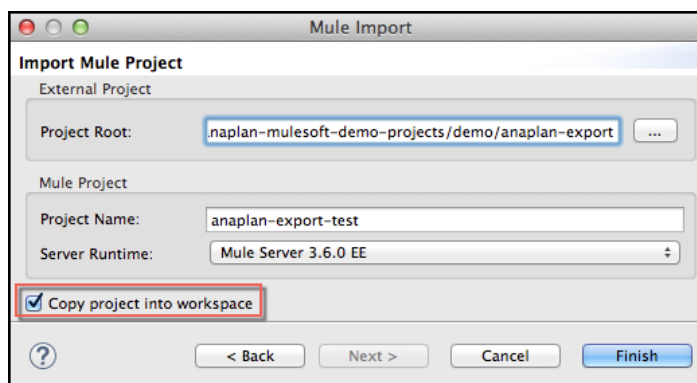 Mule Import
Import Mule Project
External Project
Project Root: naplan-mulesoft-demo-projects/demo/anaplan-export ...
Mule Project
Project Name: anaplan-export-test
Server Runtime: Mule Server 3.6.0 EE
Copy project into workspace
? < Back Next > Cancel Finish